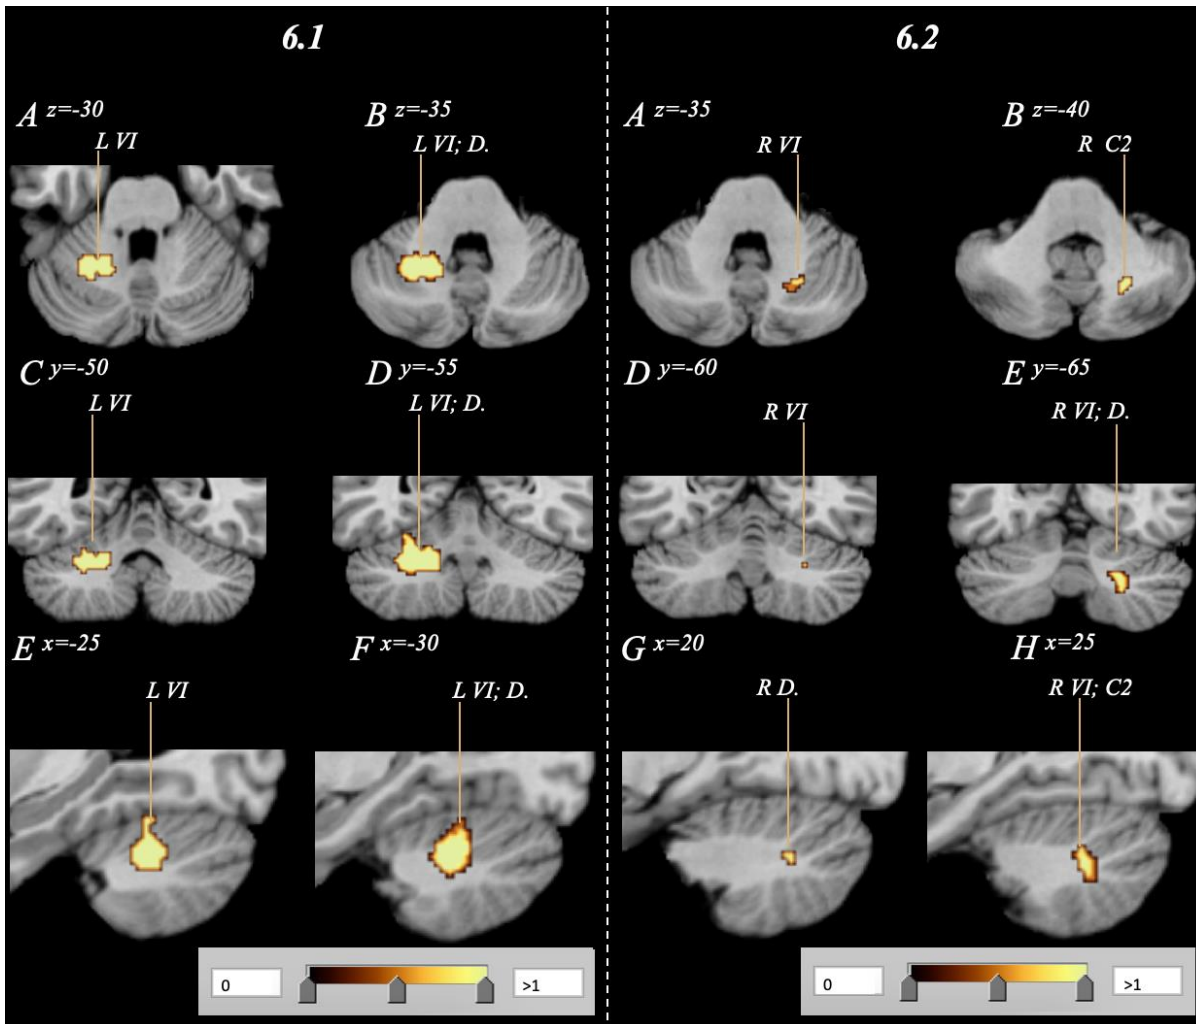 6.1
A z=-30
L VI
B z=-35
L VI; D.
C y=-50
L VI
D y=-55
L VI; D.
E x=-25
L VI
F x=-30
L VI; D.
0
>1
6.2
A z=-35
R VI
B z=-40
R C2
D y=-60
R VI
E y=-65
R VI; D.
G x=20
R D.
H x=25
R VI; C2
0
>1